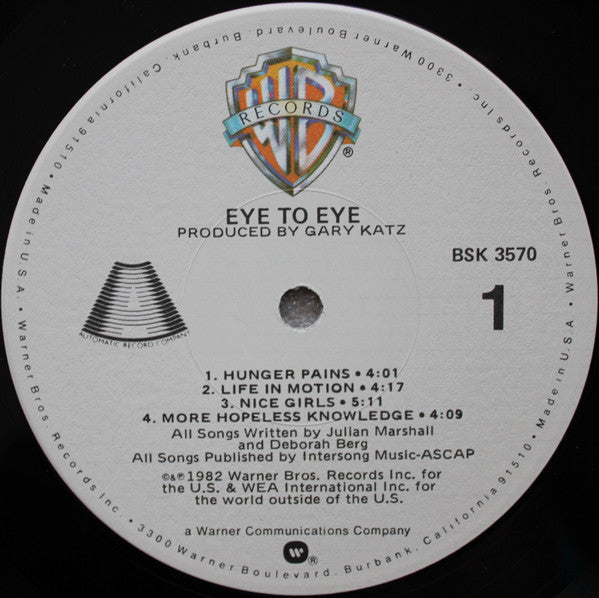 3300 Warner Boulevard, Burbank, California 91510 • Made in U.S.A. • Warner Bros. Records Inc. • 3300 Warner Boulevard, Burbank, California 91510 • Made in U.S.A. • Warner Bros. Records Inc. •
WB
RECORDS
®
EYE TO EYE
PRODUCED BY GARY KATZ
BSK 3570
1
A
AUTOMATIC RECORD COMPANY
1. HUNGER PAINS • 4:01
2. LIFE IN MOTION • 4:17
3. NICE GIRLS • 5:11
4. MORE HOPELESS KNOWLEDGE • 4:09
All Songs Written by Julian Marshall
and Deborah Berg
All Songs Published by Intersong Music-ASCAP
©&℗ 1982 Warner Bros. Records Inc. for
the U.S. & WEA International Inc. for
the world outside of the U.S.
a Warner Communications Company
W ®